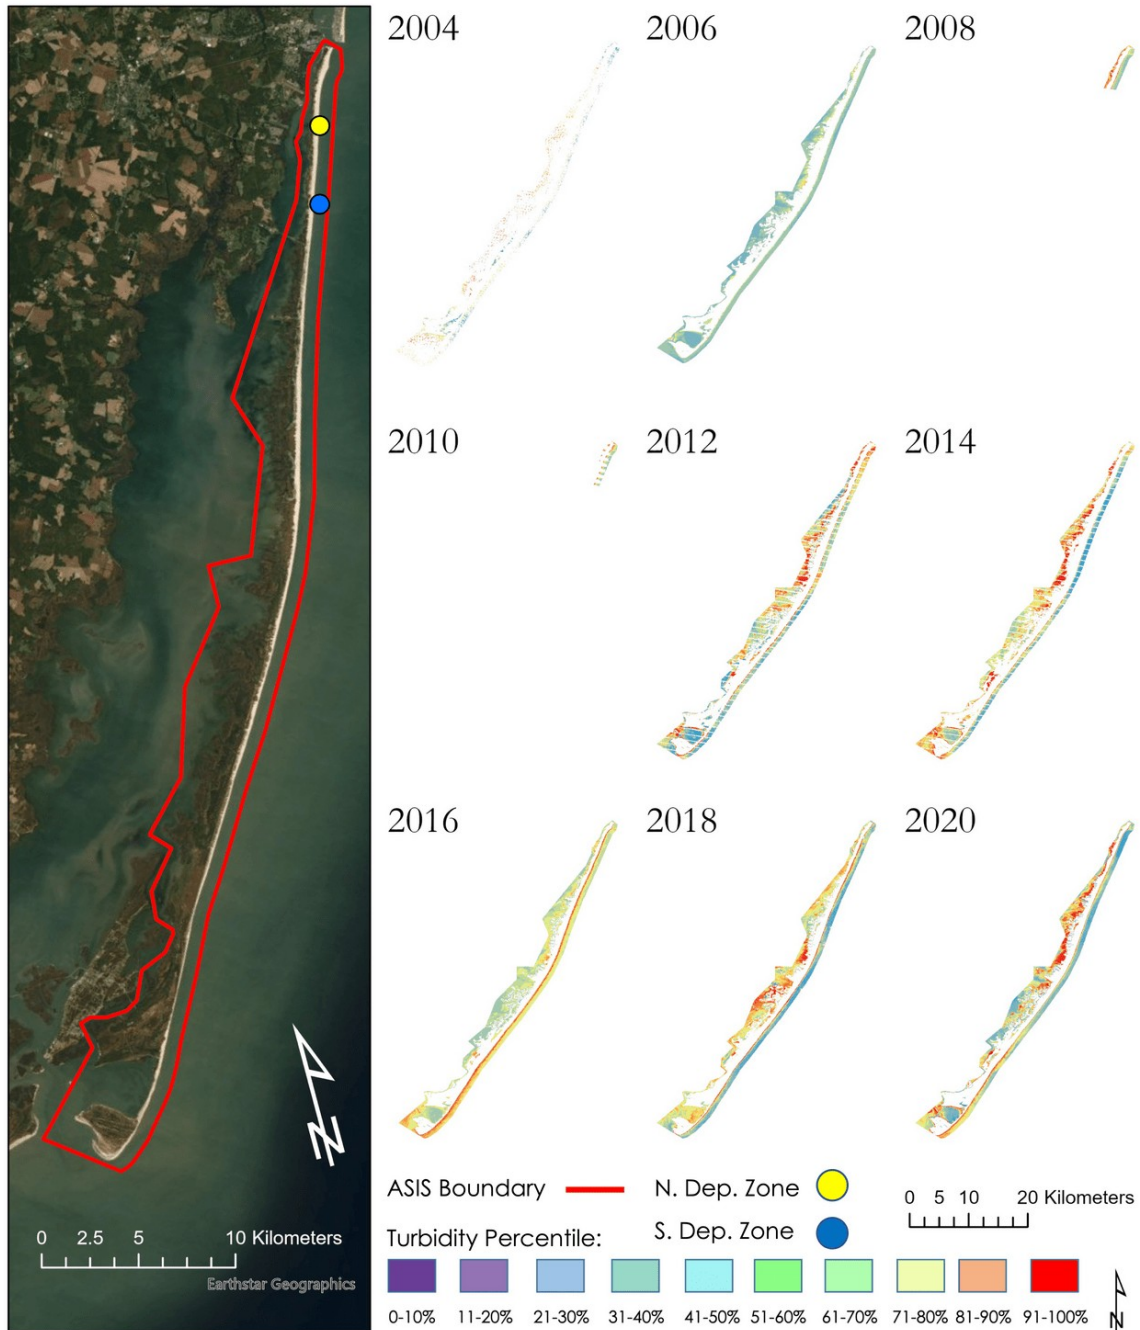 2004
2006
2008
2010
2012
2014
2016
2018
2020
N
0 2.5 5 10 Kilometers
Earthstar Geographics
ASIS Boundary
N. Dep. Zone
S. Dep. Zone
0 5 10 20 Kilometers
Turbidity Percentile:
0-10% 11-20% 21-30% 31-40% 41-50% 51-60% 61-70% 71-80% 81-90% 91-100%
N